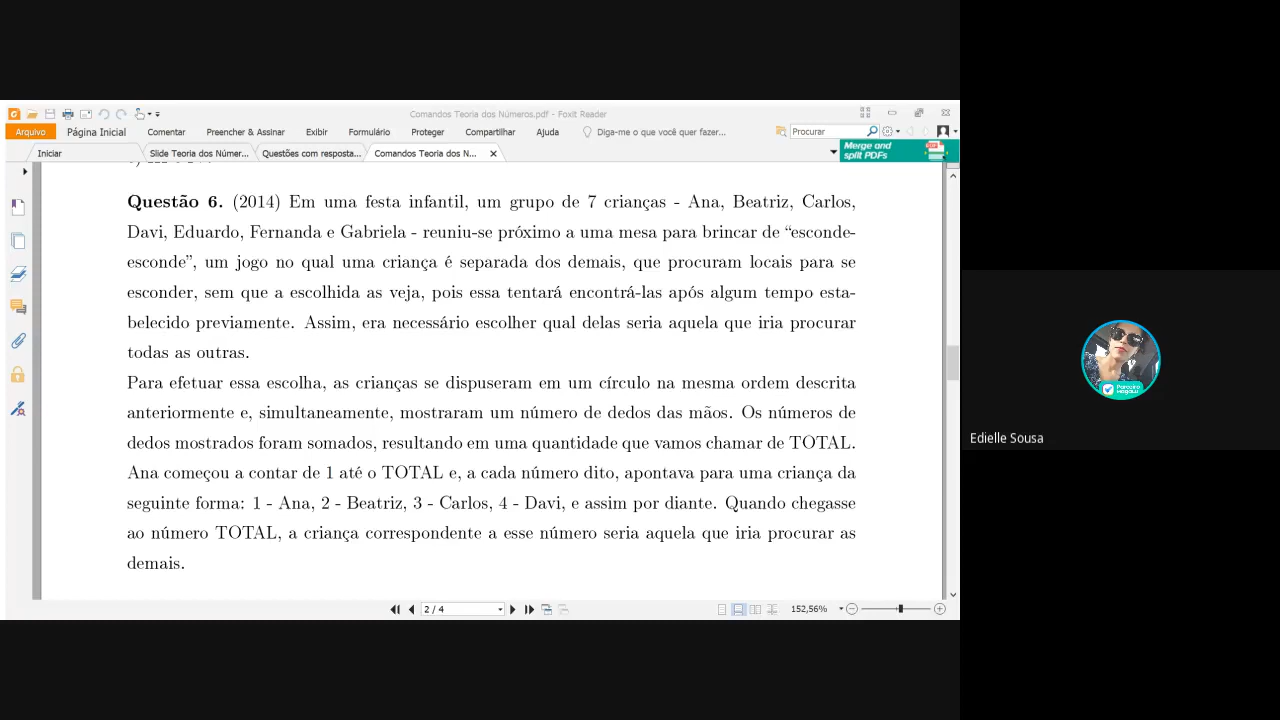 Comandos Teoria dos Números.pdf - Foxit Reader
Arquivo Página Inicial Comentar Preencher & Assinar Exibir Formulário Proteger Compartilhar Ajuda Diga-me o que você quer fazer... Procurar
Iniciar Slide Teoria dos Númer... Questões com resposta... Comandos Teoria dos N...
Merge and
split PDFs
Questão 6. (2014) Em uma festa infantil, um grupo de 7 crianças - Ana, Beatriz, Carlos,
Davi, Eduardo, Fernanda e Gabriela - reuniu-se próximo a uma mesa para brincar de “esconde-
esconde”, um jogo no qual uma criança é separada dos demais, que procuram locais para se
esconder, sem que a escolhida as veja, pois essa tentará encontrá-las após algum tempo esta-
belecido previamente. Assim, era necessário escolher qual delas seria aquela que iria procurar
todas as outras.
Para efetuar essa escolha, as crianças se dispuseram em um círculo na mesma ordem descrita
anteriormente e, simultaneamente, mostraram um número de dedos das mãos. Os números de
dedos mostrados foram somados, resultando em uma quantidade que vamos chamar de TOTAL.
Ana começou a contar de 1 até o TOTAL e, a cada número dito, apontava para uma criança da
seguinte forma: 1 - Ana, 2 - Beatriz, 3 - Carlos, 4 - Davi, e assim por diante. Quando chegasse
ao número TOTAL, a criança correspondente a esse número seria aquela que iria procurar as
demais.
2 / 4
152,56%
Parceiro
Magalu
Edielle Sousa